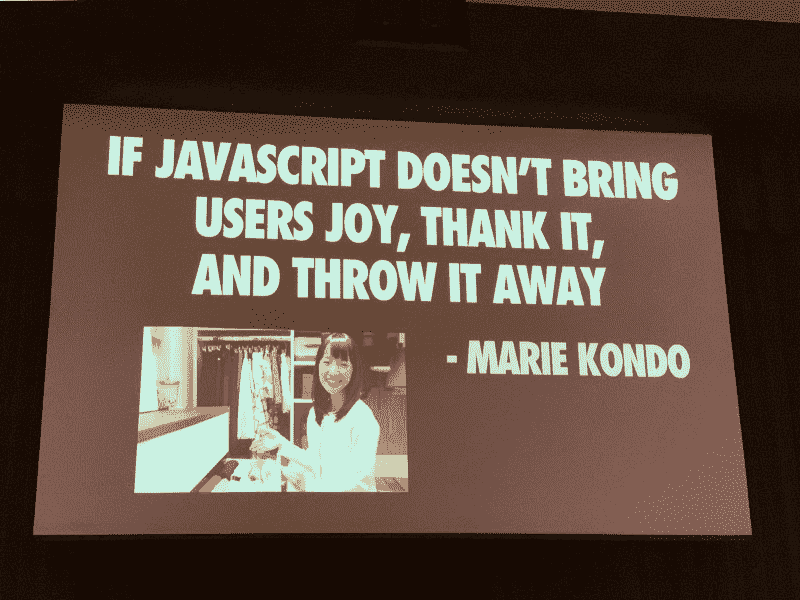 IF JAVASCRIPT DOESN'T BRING
USERS JOY, THANK IT,
AND THROW IT AWAY
- MARIE KONDO